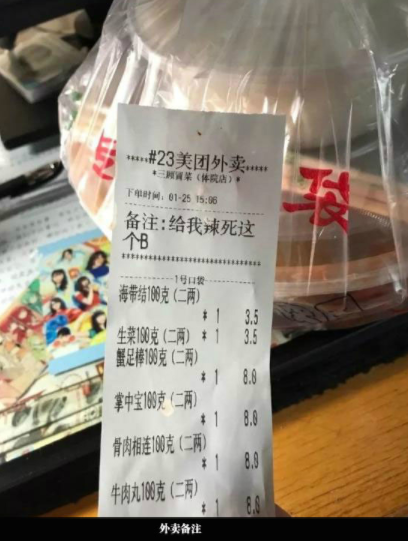 *****#23美团外卖*****
*三顾冒菜（体院店）*
下单时间：01-25 15:06
备注:给我辣死这
个B
1号口袋
海带结100克（二两）
* 1 3.5
生菜100克（二两） * 1 3.5
蟹足棒100克（二两）
* 1 8.0
掌中宝100克（二两）
* 1 8.0
骨肉相连100克（二两）
* 1 8.0
牛肉丸100克（二两）
* 1 8.0
外卖备注